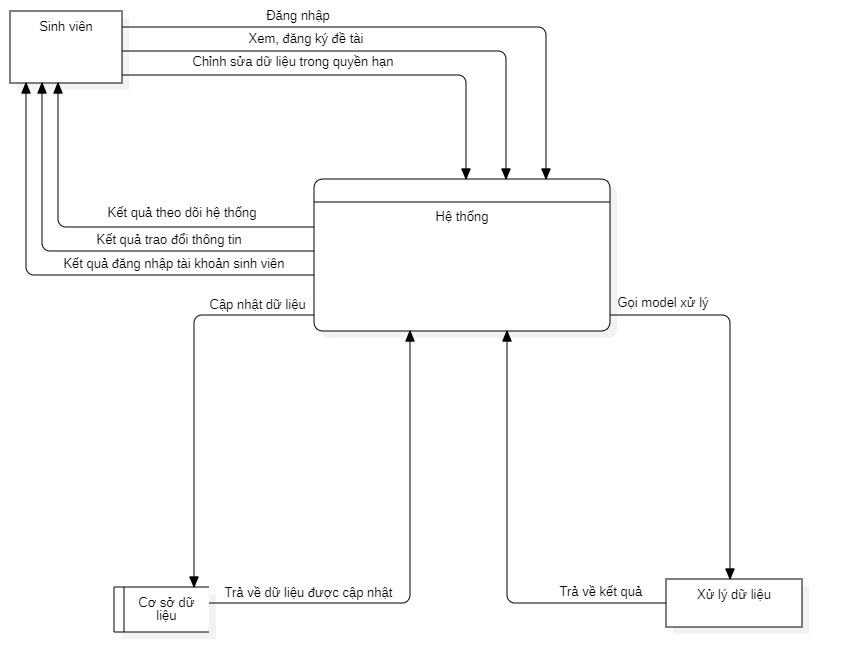 Sinh viên
Đăng nhập
Xem, đăng ký đề tài
Chỉnh sửa dữ liệu trong quyền hạn
Hệ thống
Kết quả theo dõi hệ thống
Kết quả trao đổi thông tin
Kết quả đăng nhập tài khoản sinh viên
Cập nhật dữ liệu
Gọi model xử lý
Cơ sở dữ
liệu
Trả về dữ liệu được cập nhật
Trả về kết quả
Xử lý dữ liệu